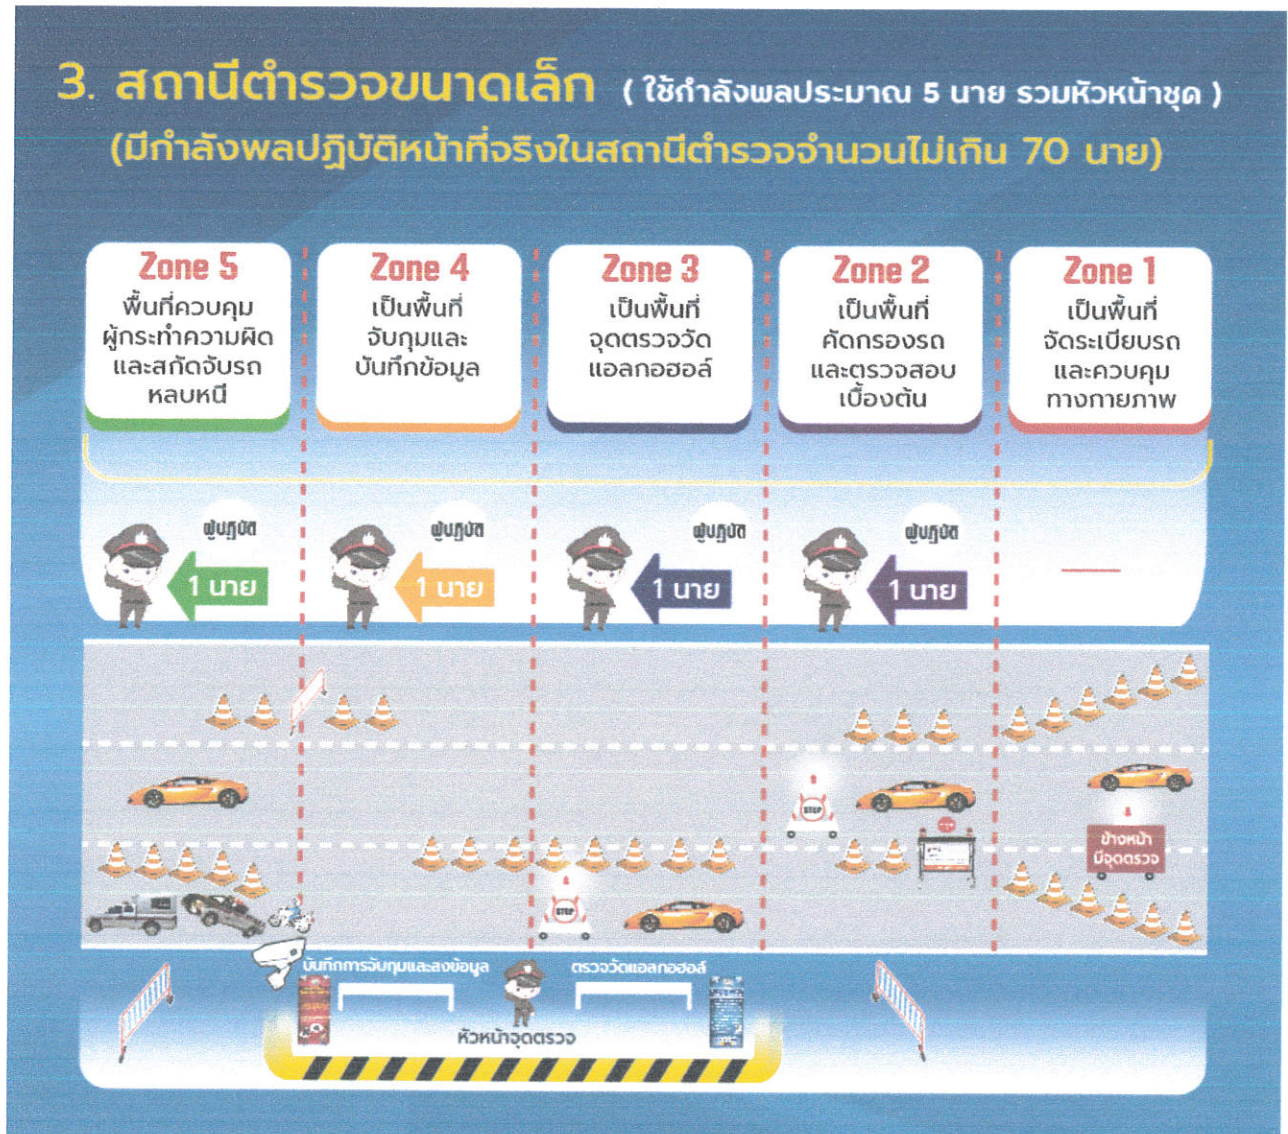 3. สถานีตำรวจขนาดเล็ก ( ใช้กำลังพลประมาณ 5 นาย รวมหัวหน้าชุด )
(มีกำลังพลปฏิบัติหน้าที่จริงในสถานีตำรวจจำนวนไม่เกิน 70 นาย)
Zone 5
พื้นที่ควบคุม
ผู้กระทำความผิด
และสกัดจับรถ
หลบหนี
Zone 4
เป็นพื้นที่
จับกุมและ
บันทึกข้อมูล
Zone 3
เป็นพื้นที่
จุดตรวจวัด
แอลกอฮอล์
Zone 2
เป็นพื้นที่
คัดกรองรถ
และตรวจสอบ
เบื้องต้น
Zone 1
เป็นพื้นที่
จัดระเบียบรถ
และควบคุม
ทางกายภาพ
ผู้ปฏิบัติ
1 นาย
ผู้ปฏิบัติ
1 นาย
ผู้ปฏิบัติ
1 นาย
ผู้ปฏิบัติ
1 นาย
STOP
ข้างหน้า
มีจุดตรวจ
STOP
บันทึกการจับกุมและลงข้อมูล
ตรวจวัดแอลกอฮอล์
หัวหน้าจุดตรวจ